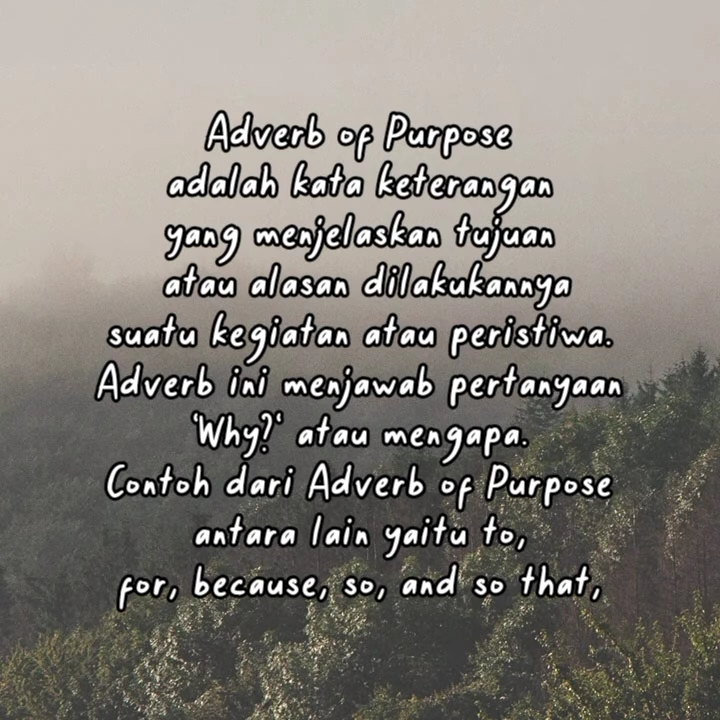 Adverb of Purpose
adalah kata keterangan
yang menjelaskan tujuan
atau alasan dilakukannya
suatu kegiatan atau peristiwa.
Adverb ini menjawab pertanyaan
'Why?' atau mengapa.
Contoh dari Adverb of Purpose
antara lain yaitu to,
for, because, so, and so that,